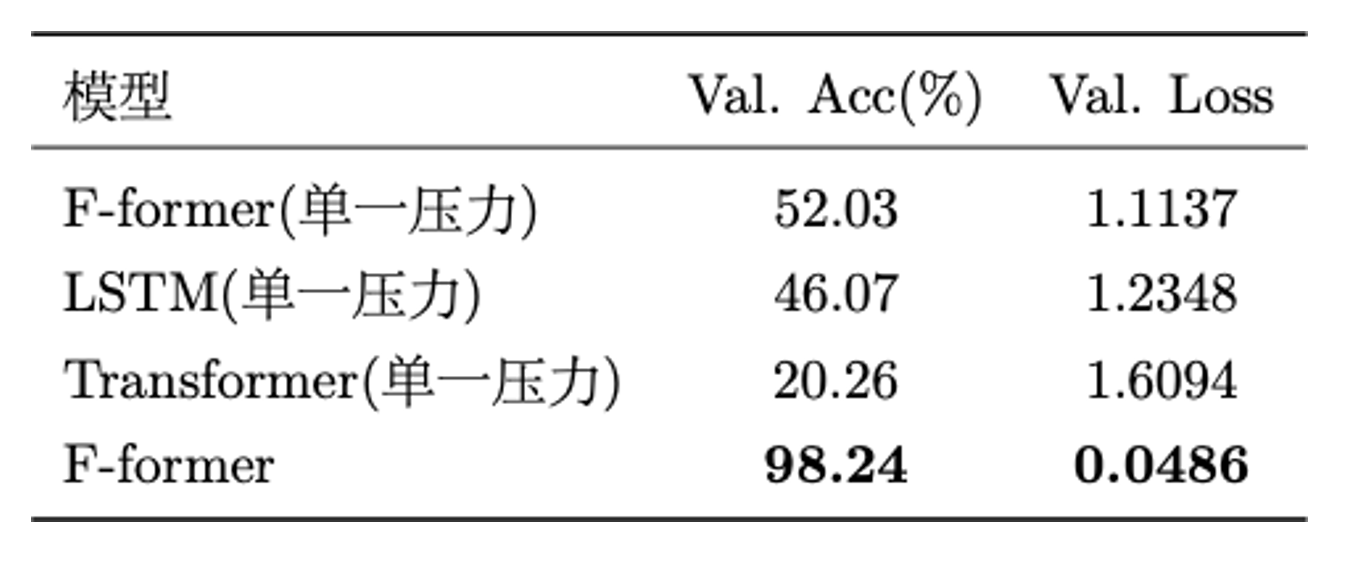 模型 Val. Acc(%) Val. Loss
F-former(单一压力) 52.03 1.1137
LSTM(单一压力) 46.07 1.2348
Transformer(单一压力) 20.26 1.6094
F-former 98.24 0.0486